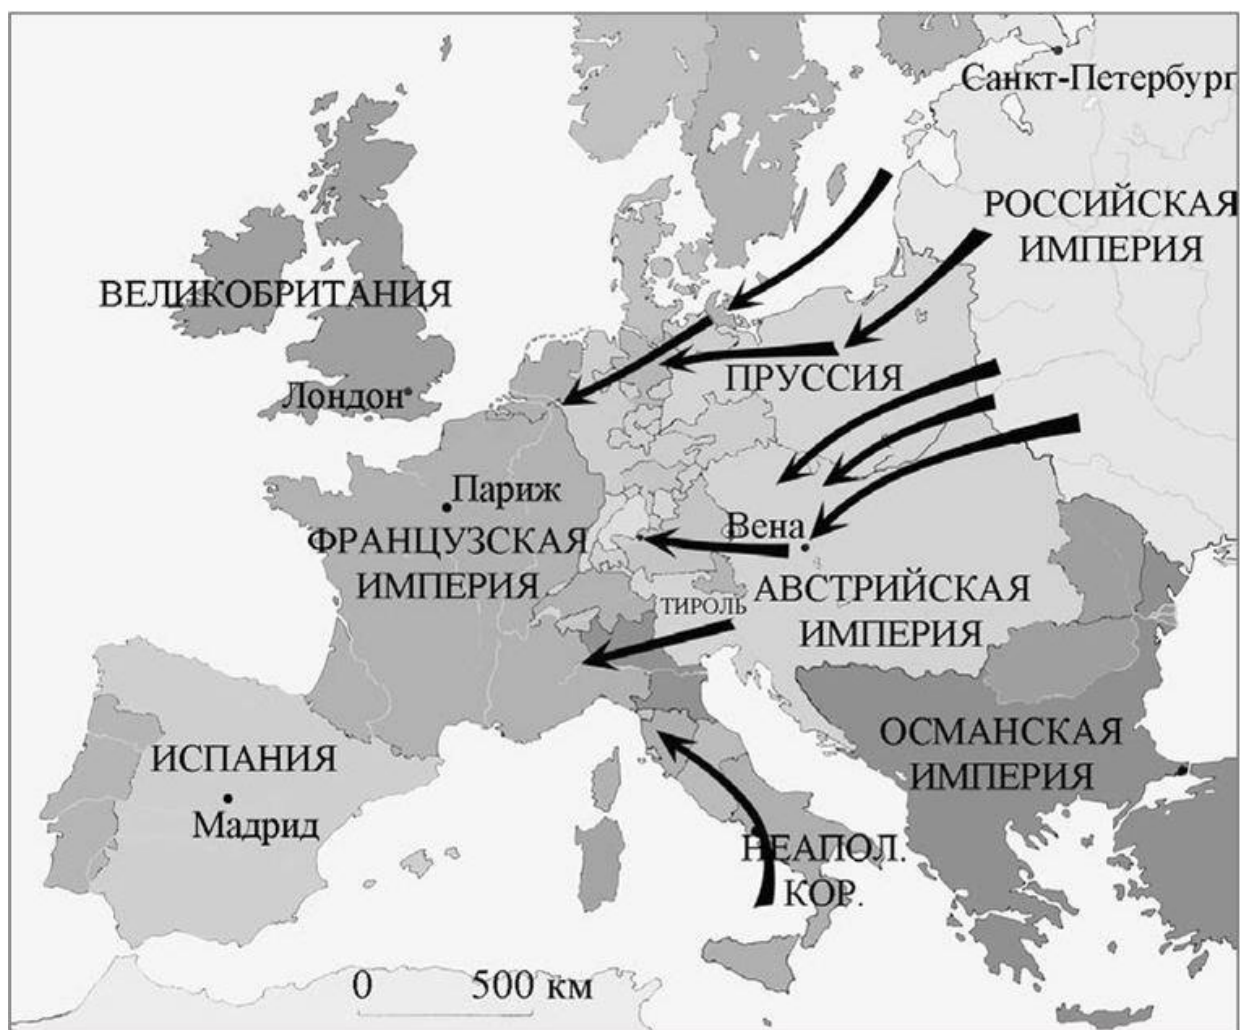 Санкт-Петербург
РОССИЙСКАЯ
ИМПЕРИЯ
ВЕЛИКОБРИТАНИЯ
Лондон
ПРУССИЯ
Париж
ФРАНЦУЗСКАЯ
ИМПЕРИЯ
Вена
ТИРОЛЬ
АВСТРИЙСКАЯ
ИМПЕРИЯ
ИСПАНИЯ
Мадрид
ОСМАНСКАЯ
ИМПЕРИЯ
НЕАПОЛ.
КОР.
0 500 км